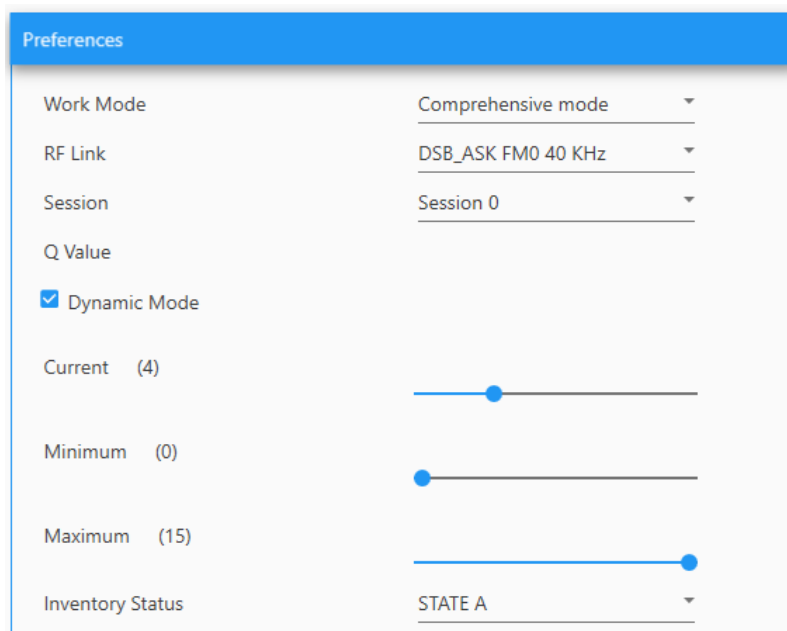 Preferences
Work Mode Comprehensive mode
RF Link DSB_ASK FM0 40 KHz
Session Session 0
Q Value
Dynamic Mode
Current (4)
Minimum (0)
Maximum (15)
Inventory Status STATE A